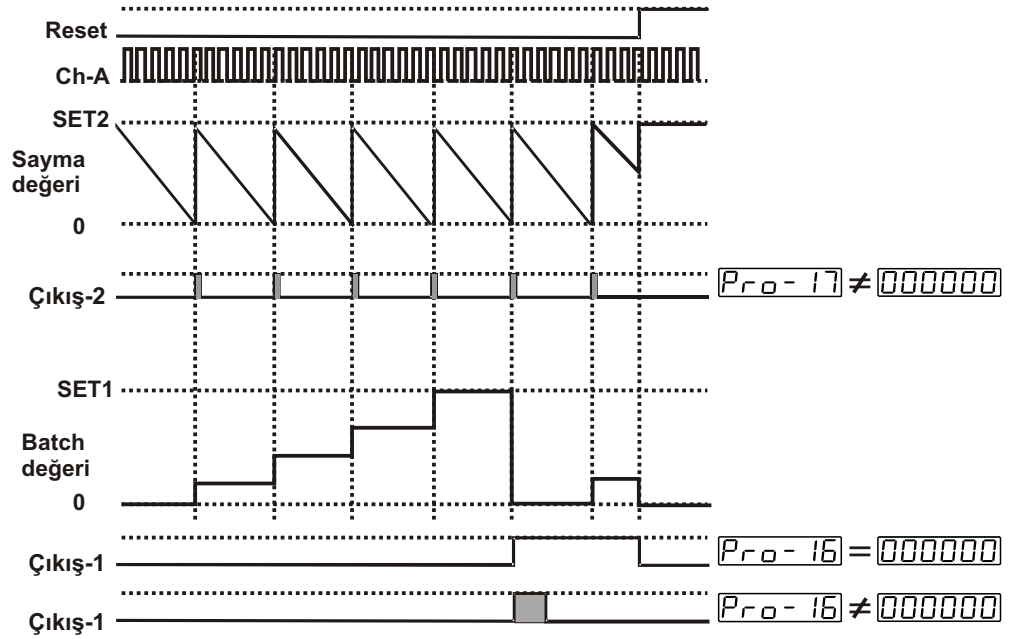 Reset
Ch-A
SET2
Sayma
değeri
0
Çıkış-2
Pro-17 ≠ 000000
SET1
Batch
değeri
0
Çıkış-1
Pro-16 = 000000
Çıkış-1
Pro-16 ≠ 000000